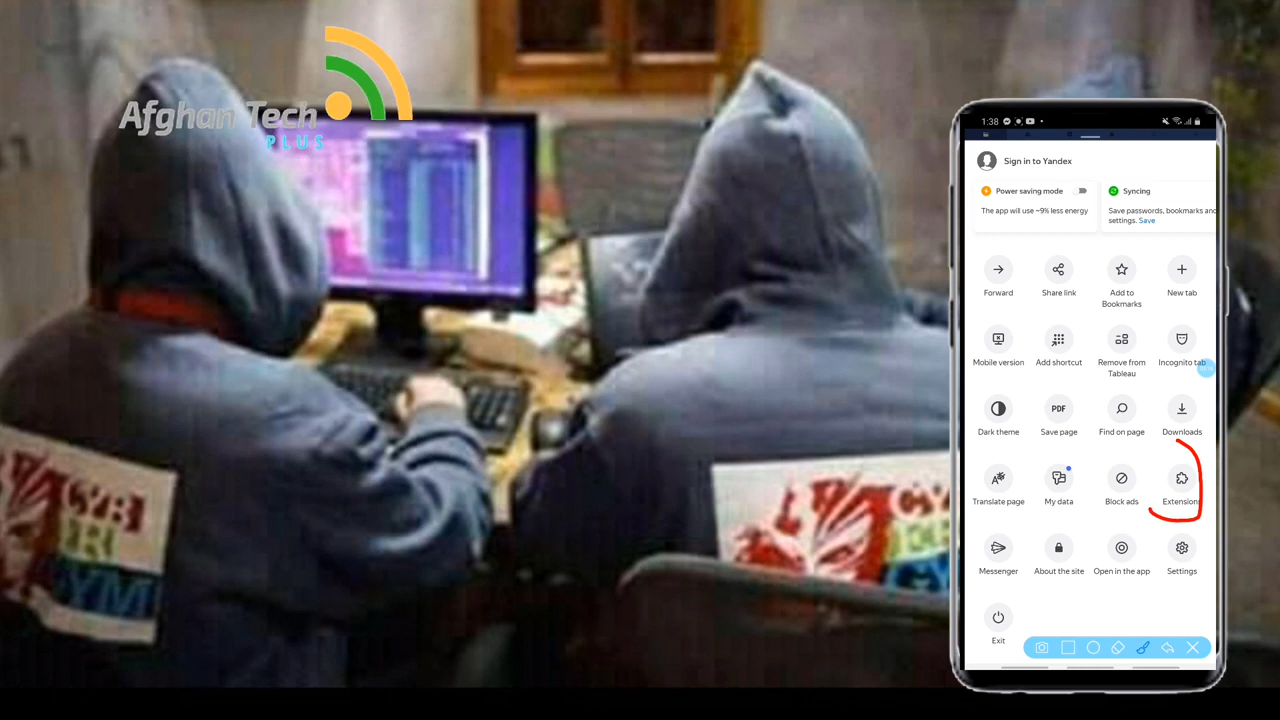 Afghan Tech
PLUS
CYB
ER
GYM
1:38
Sign in to Yandex
Power saving mode
The app will use ~9% less energy
Syncing
Save passwords, bookmarks and
settings. Save
Forward
Share link
Add to
Bookmarks
New tab
Mobile version
Add shortcut
Remove from
Tableau
Incognito tab
Dark theme
PDF
Save page
Find on page
Downloads
Translate page
My data
Block ads
Extensions
Messenger
About the site
Open in the app
Settings
Exit